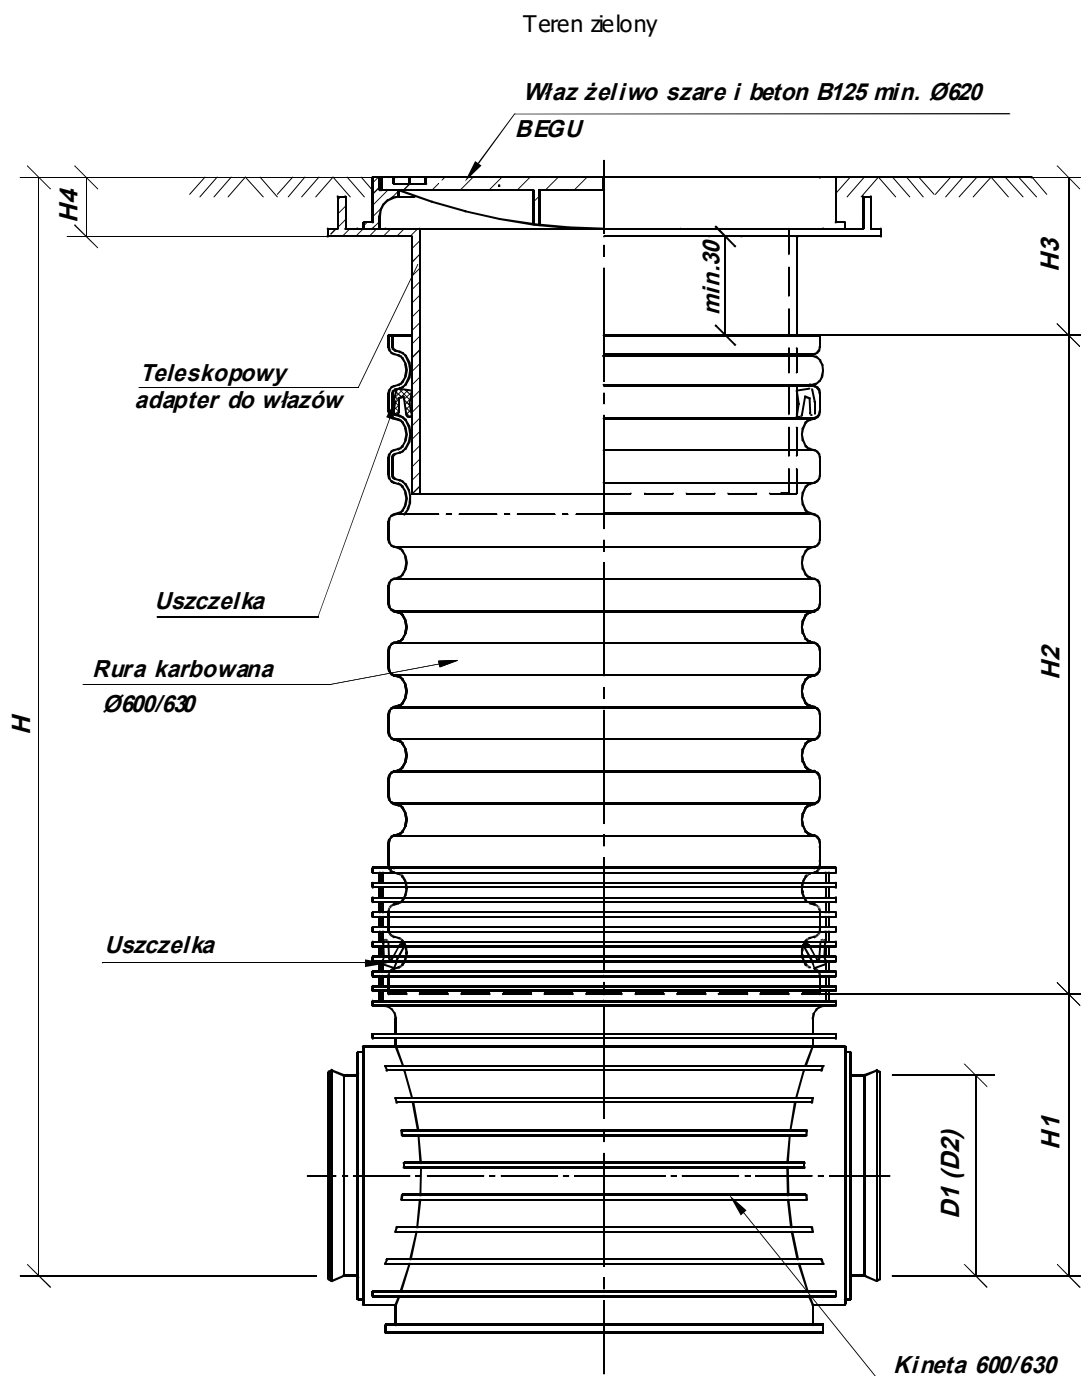 Teren zielony
Właz żeliwo szare i beton B125 min. Ø620
BEGU
H4
H3
min.30
Teleskopowy
adapter do włazów
Uszczelka
Rura karbowana
Ø600/630
H
H2
Uszczelka
D1 (D2)
H1
Kineta 600/630